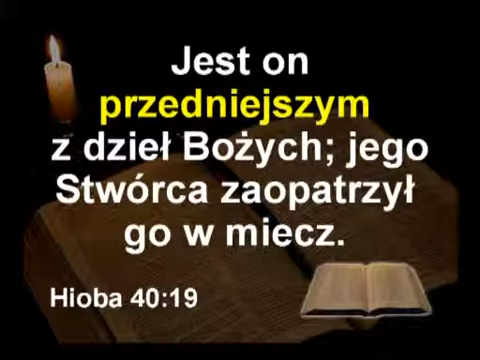 Jest on
przedniejszym
z dzieł Bożych; jego
Stwórca zaopatrzył
go w miecz.
Hioba 40:19